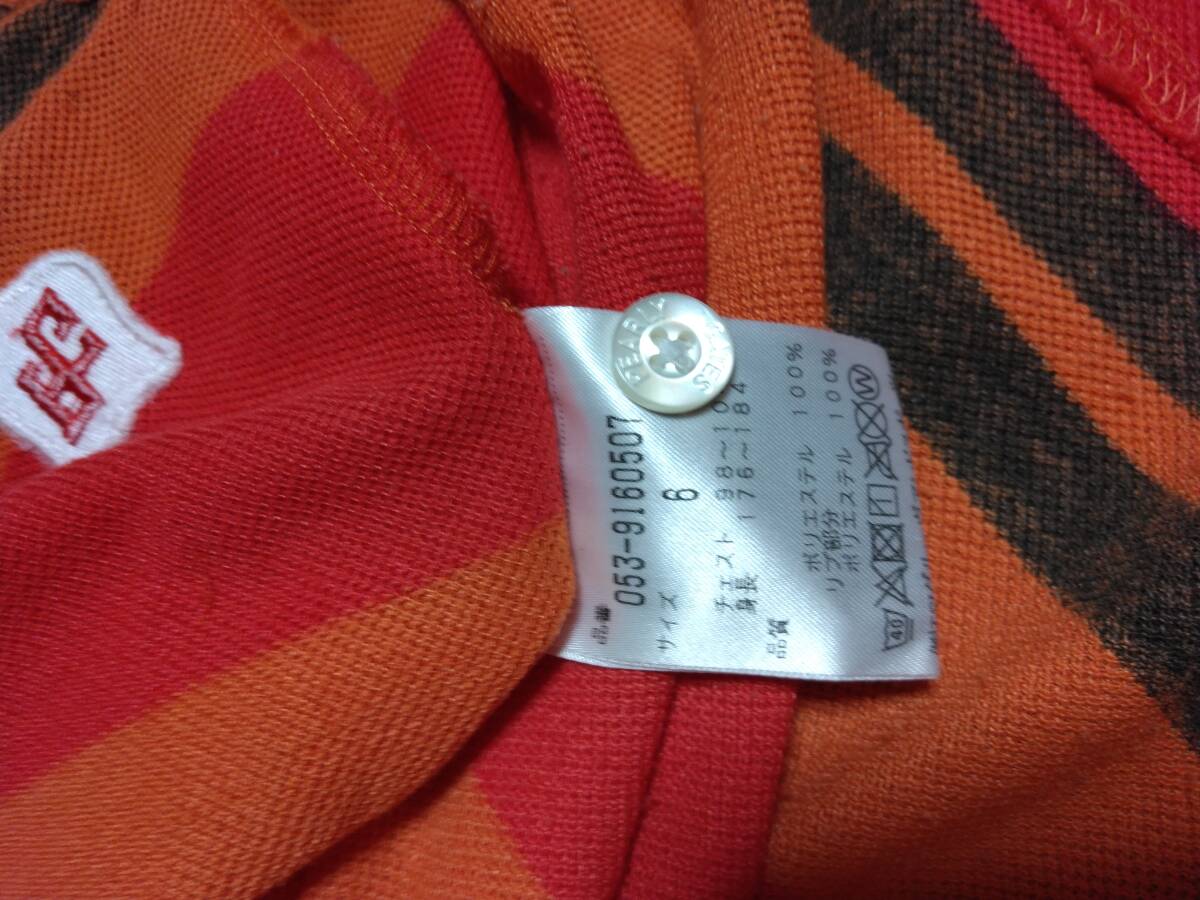 PEARLY GATES
品番
053-9160507
サイズ 6
チェスト 98~10
身長 176~184
品質
ポリエステル 100%
リブ部分
ポリエステル 100%
40
W